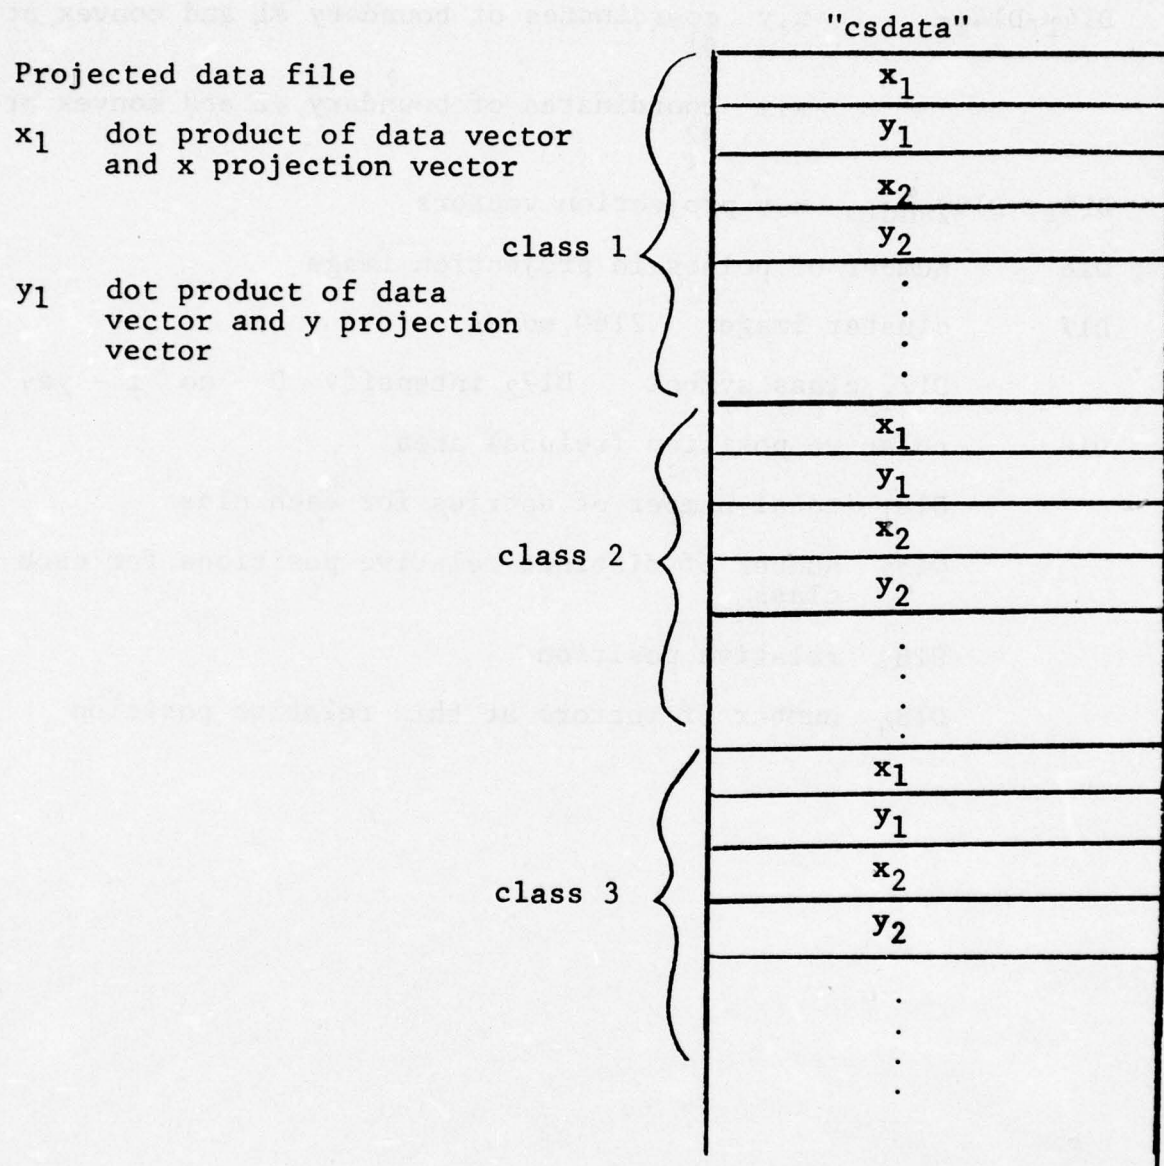 "csdata"
Projected data file
x1 dot product of data vector
and x projection vector
y1 dot product of data
vector and y projection
vector
class 1
x1
y1
x2
y2
class 2
x1
y1
x2
y2
class 3
x1
y1
x2
y2